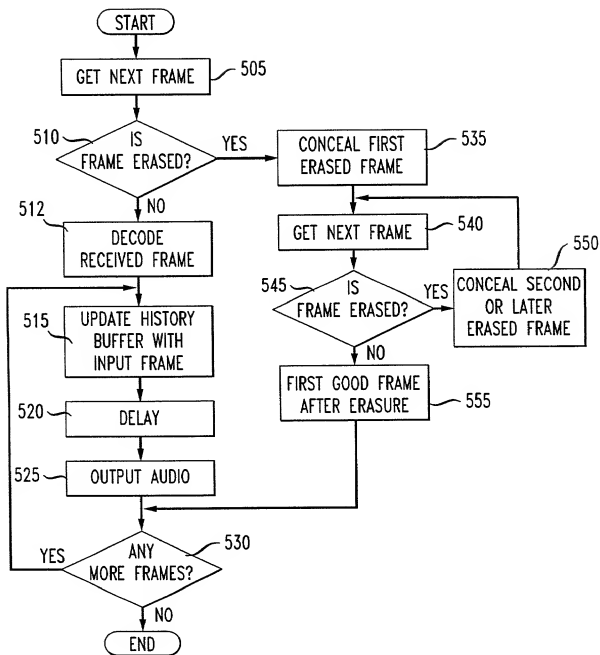 START
GET NEXT FRAME
505
510
IS
FRAME ERASED?
YES
NO
535
CONCEAL FIRST
ERASED FRAME
512
DECODE
RECEIVED FRAME
540
GET NEXT FRAME
545
IS
FRAME ERASED?
YES
NO
550
CONCEAL SECOND
OR LATER
ERASED FRAME
515
UPDATE HISTORY
BUFFER WITH
INPUT FRAME
555
FIRST GOOD FRAME
AFTER ERASURE
520
DELAY
525
OUTPUT AUDIO
530
ANY
MORE FRAMES?
YES
NO
END